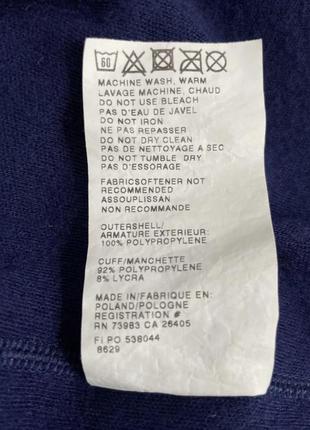 60
MACHINE WASH, WARM
LAVAGE MACHINE, CHAUD
DO NOT USE BLEACH
PAS D'EAU DE JAVEL
DO NOT IRON
NE PAS REPASSER
DO NOT DRY CLEAN
PAS DE NETTOYAGE A SEC
DO NOT TUMBLE DRY
PAS D'ESSORAGE
FABRICSOFTENER NOT
RECOMMENDED
ASSOUPLISSAN
NON RECOMMANDE
OUTERSHELL/
ARMATURE EXTERIEUR:
100% POLYPROPYLENE
CUFF/MANCHETTE
92% POLYPROPYLENE
8% LYCRA
MADE IN/FABRIQUE EN:
POLAND/POLOGNE
REGISTRATION #
RN 73983 CA 26405
FI PO 538044
8629